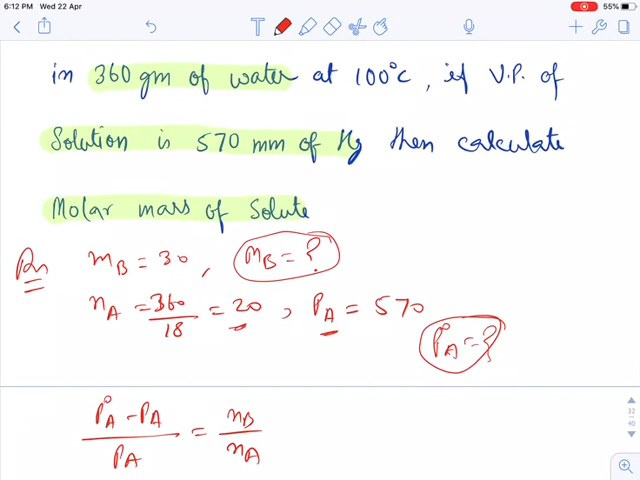 6:12 PM Wed 22 Apr
55%
in 360 gm of water at 100°c, if V.P. of
Solution is 570 mm of Hg then calculate
Molar mass of Solute
mB = 30, MB = ?
nA = 360/18 = 20, PA = 570
P°A = ?
P°A - PA / PA = nB / nA
32
40